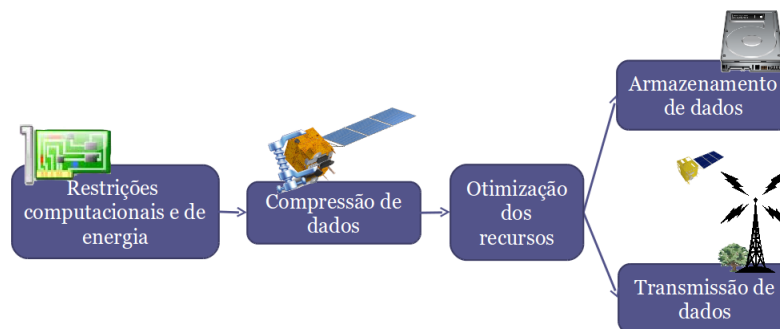 Restrições
computacionais e de
energia
Compressão de
dados
Otimização
dos
recursos
Armazenamento
de dados
Transmissão de
dados